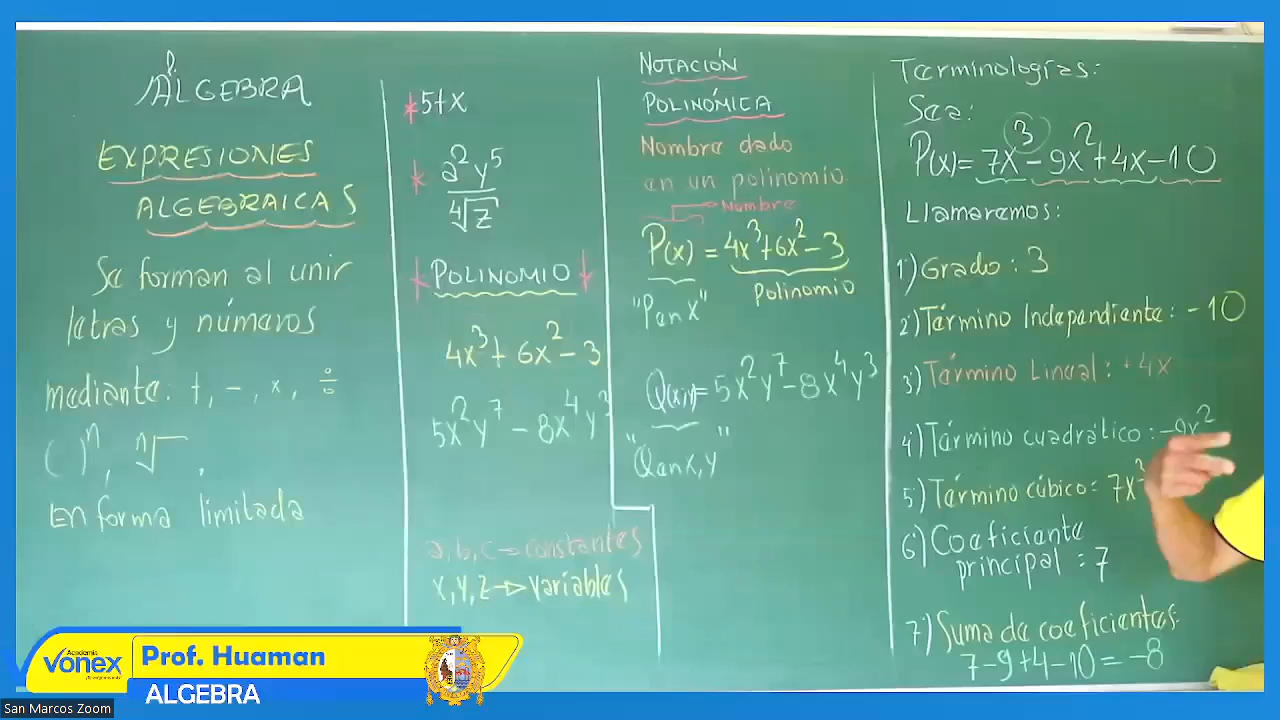 ÁLGEBRA
EXPRESIONES
ALGEBRAICAS
Se forman al unir
letras y números
mediante: +, -, ×, ÷
( )ⁿ, ⁿ√ .
En forma limitada
* 5+x
* a²y⁵
⁴√z
* POLINOMIO *
4x³ + 6x² - 3
5x²y⁷ - 8x⁴y³
a, b, c → constantes
x, y, z → variables
NOTACIÓN
POLINÓMICA
Nombre dado
en un polinomio
Nombre
P(x) = 4x³+6x²-3
Polinomio
"P en x"
Q(x,y) = 5x²y⁷ - 8x⁴y³
"Q en x, y"
Terminologías:
Sea:
P(x) = 7x³ - 9x² + 4x - 10
Llamaremos:
1) Grado : 3
2) Término Independiente : -10
3) Término Lineal : +4x
4) Término cuadrático : -9x²
5) Término cúbico : 7x³
6) Coeficiente
principal : 7
7) Suma de coeficientes:
7-9+4-10 = -8
Academia
vonex
Prof. Huaman
ALGEBRA
San Marcos Zoom